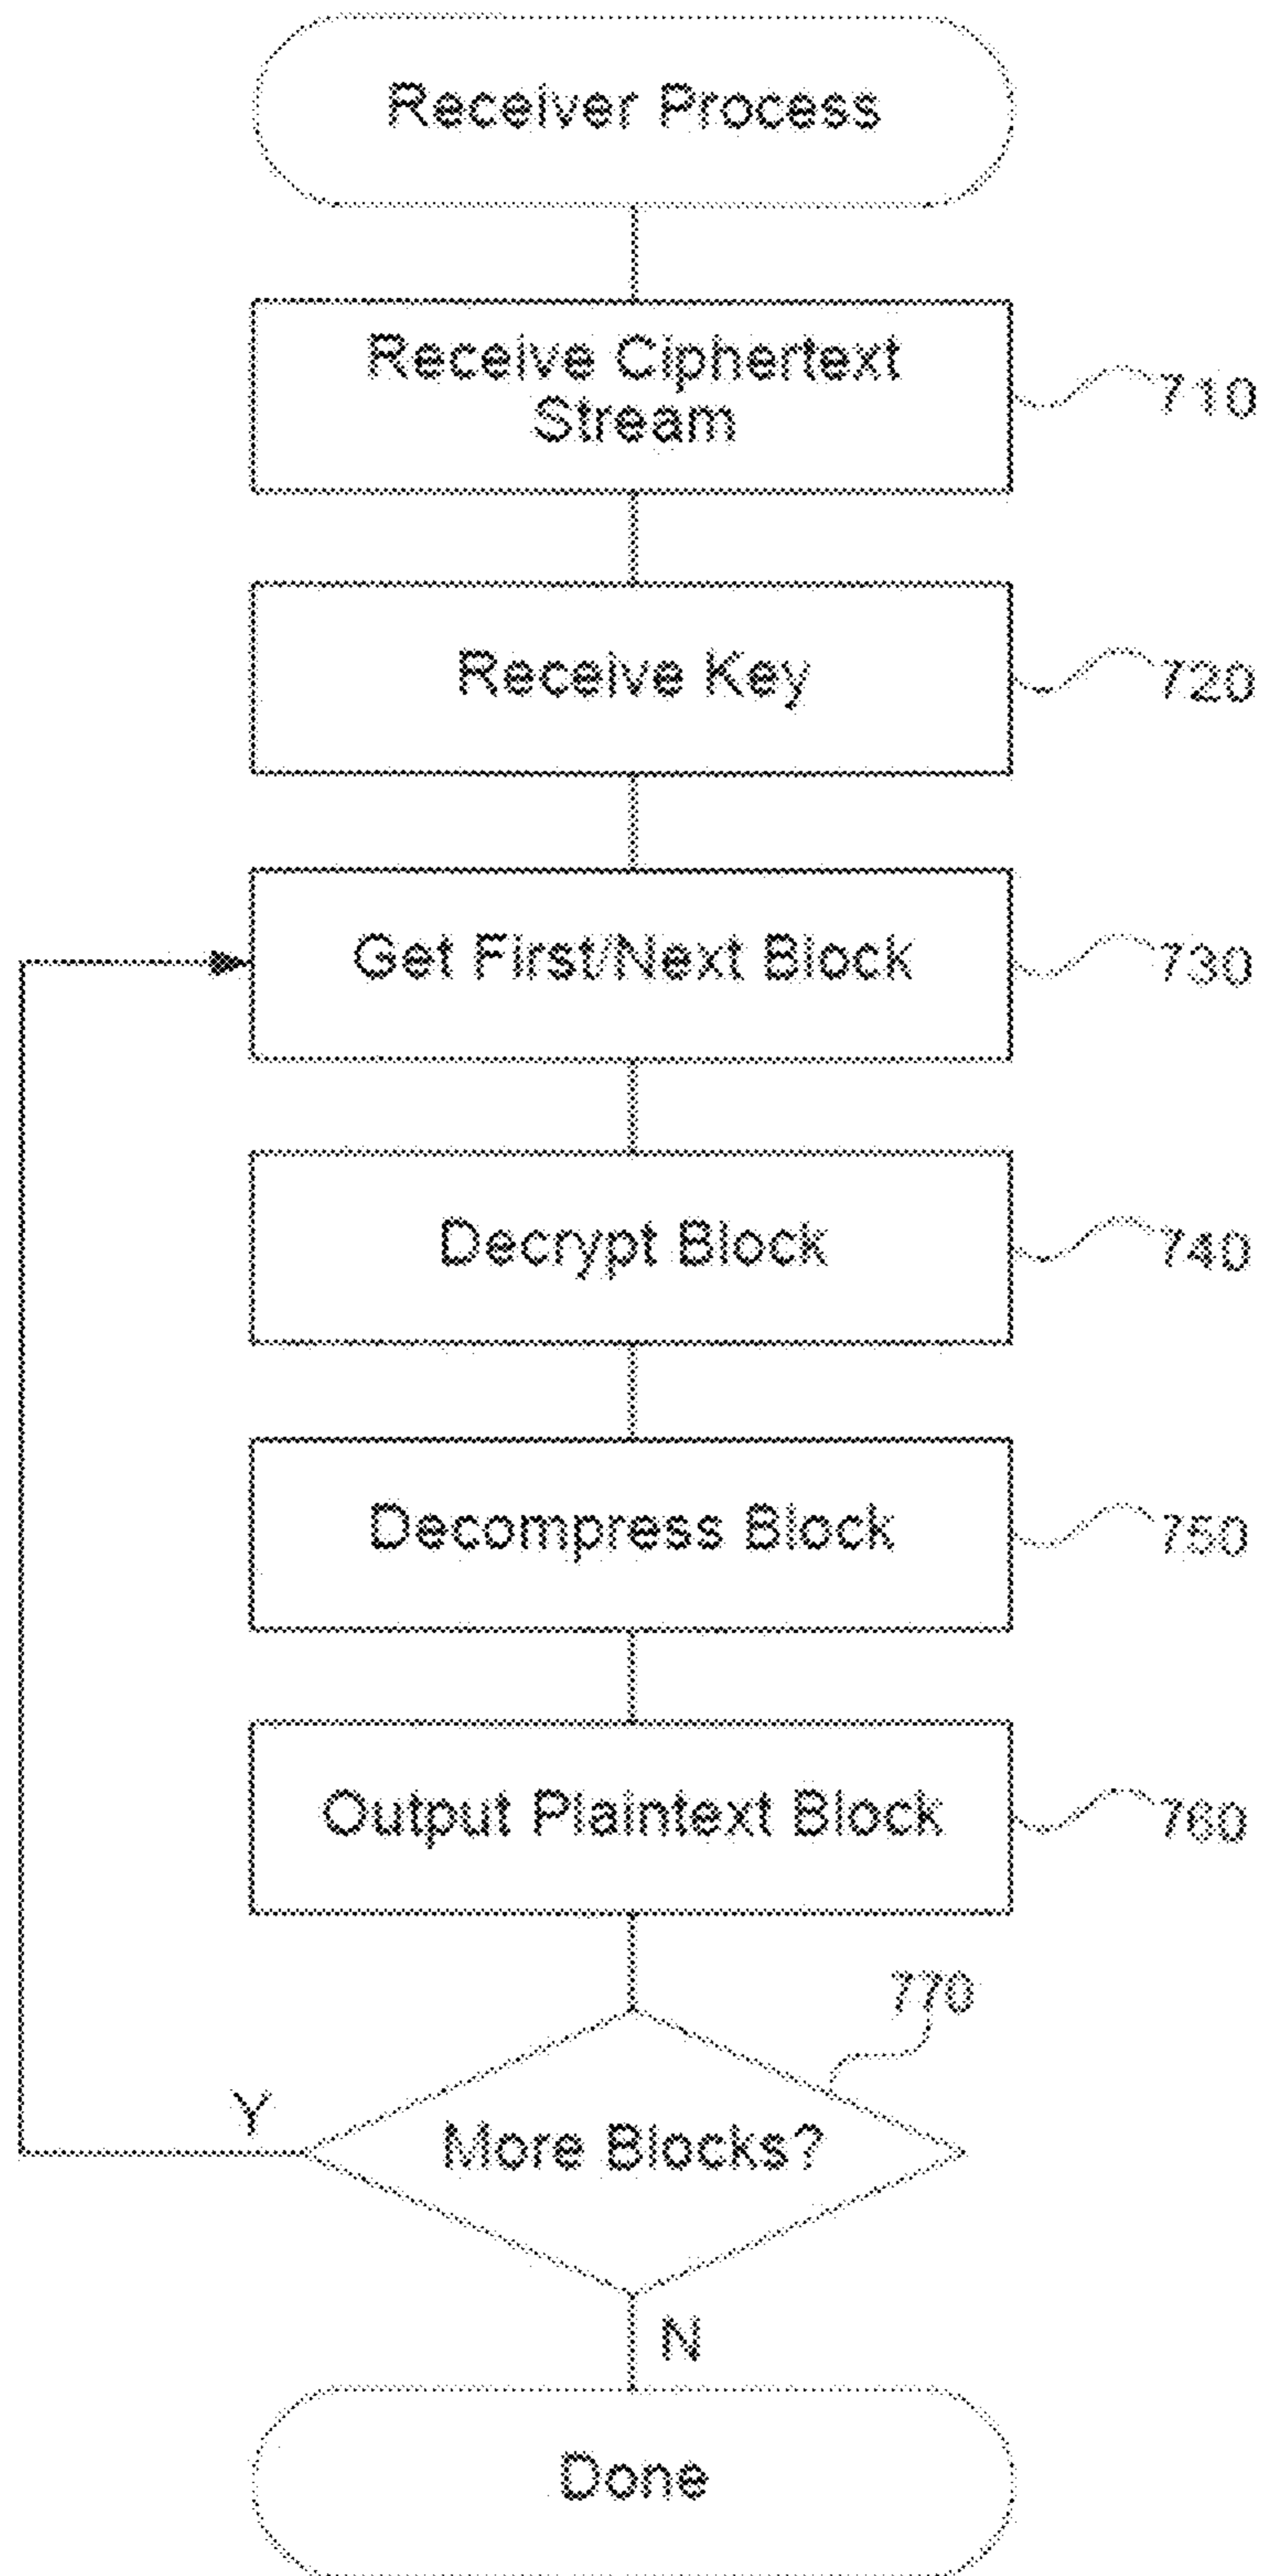 Receiver Process
Receive Ciphertext
Stream
710
Receive Key
720
Get First/Next Block
730
Decrypt Block
740
Decompress Block
750
Output Plaintext Block
760
770
More Blocks?
Y
N
Done